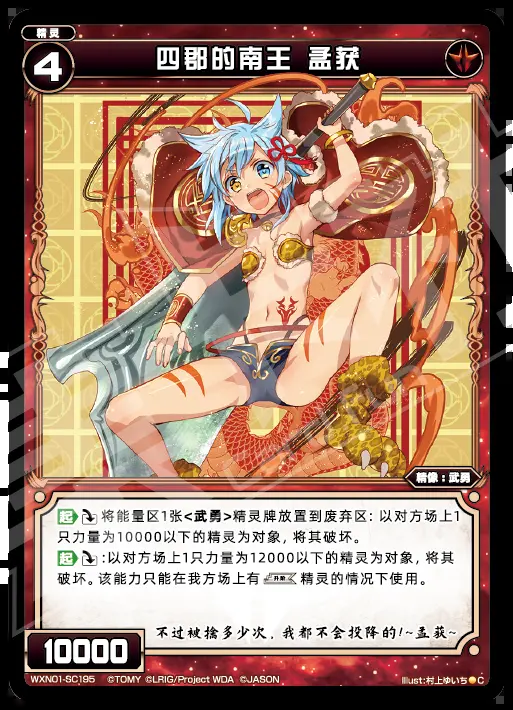 精灵
4
四郡的南王 孟获
精像：武勇
起 将能量区1张<武勇>精灵牌放置到废弃区：以对方场上1
只力量为10000以下的精灵为对象，将其破坏。
起 :以对方场上1只力量为12000以下的精灵为对象，将其
破坏。该能力只能在我方场上有 开始 精灵的情况下使用。
不过被擒多少次，我都不会投降的！~孟获~
10000
WXN01-SC195 ©TOMY ©LRIG/Project WDA ©JASON
Illust:村上ゆいち C